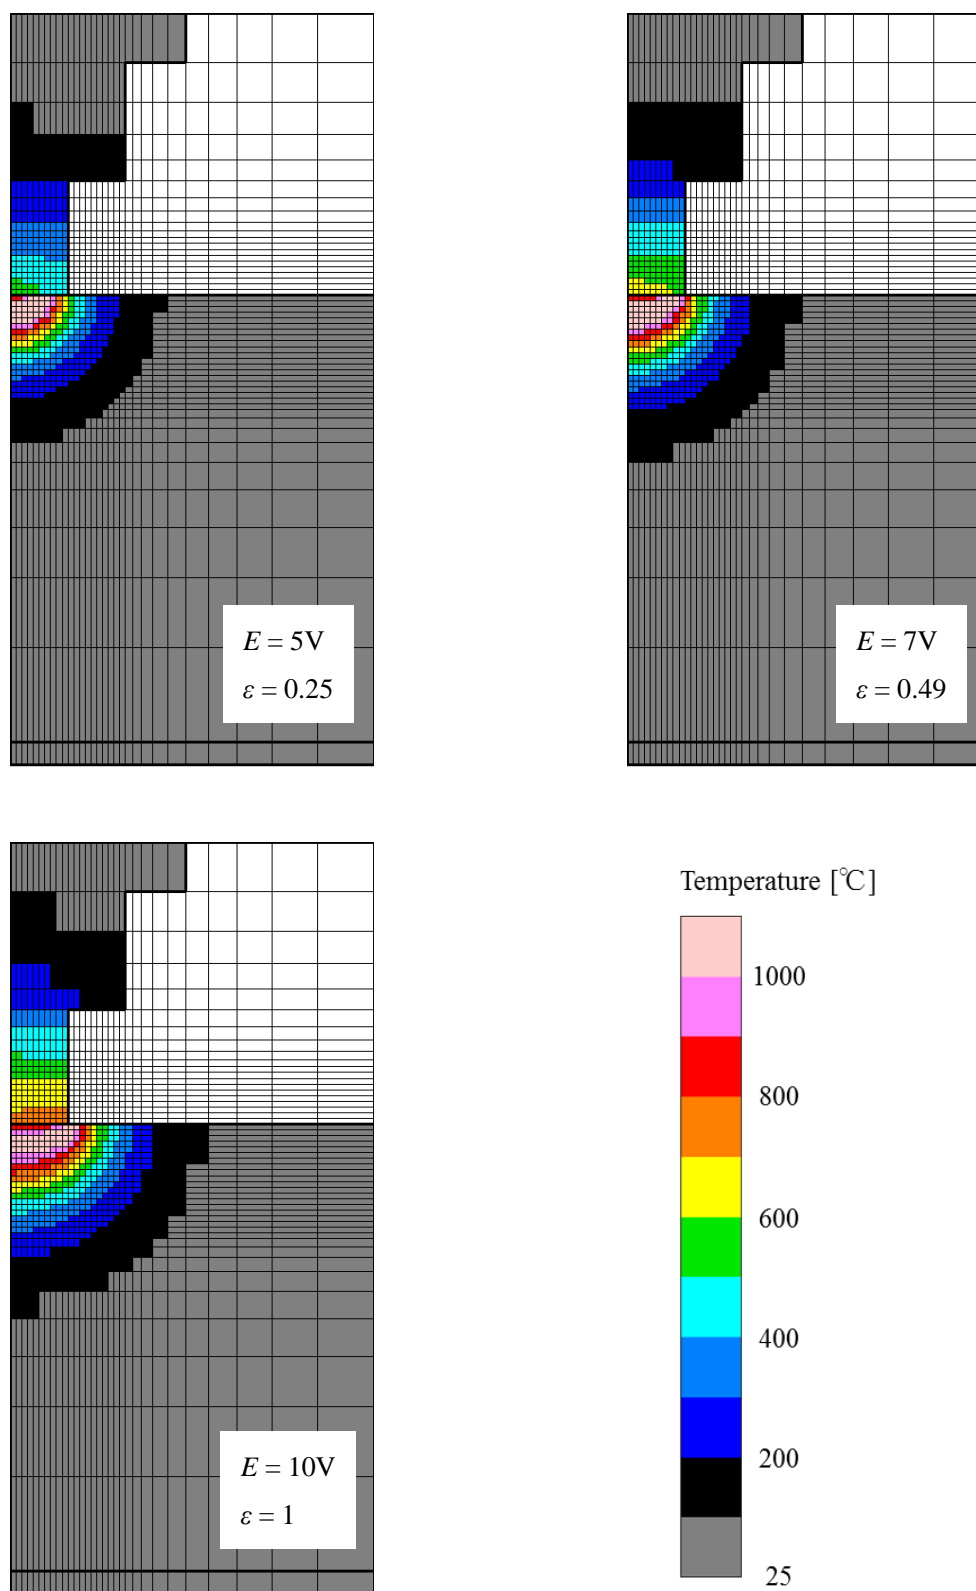 E = 5V
ε = 0.25
E = 7V
ε = 0.49
E = 10V
ε = 1
Temperature [℃]
1000
800
600
400
200
25